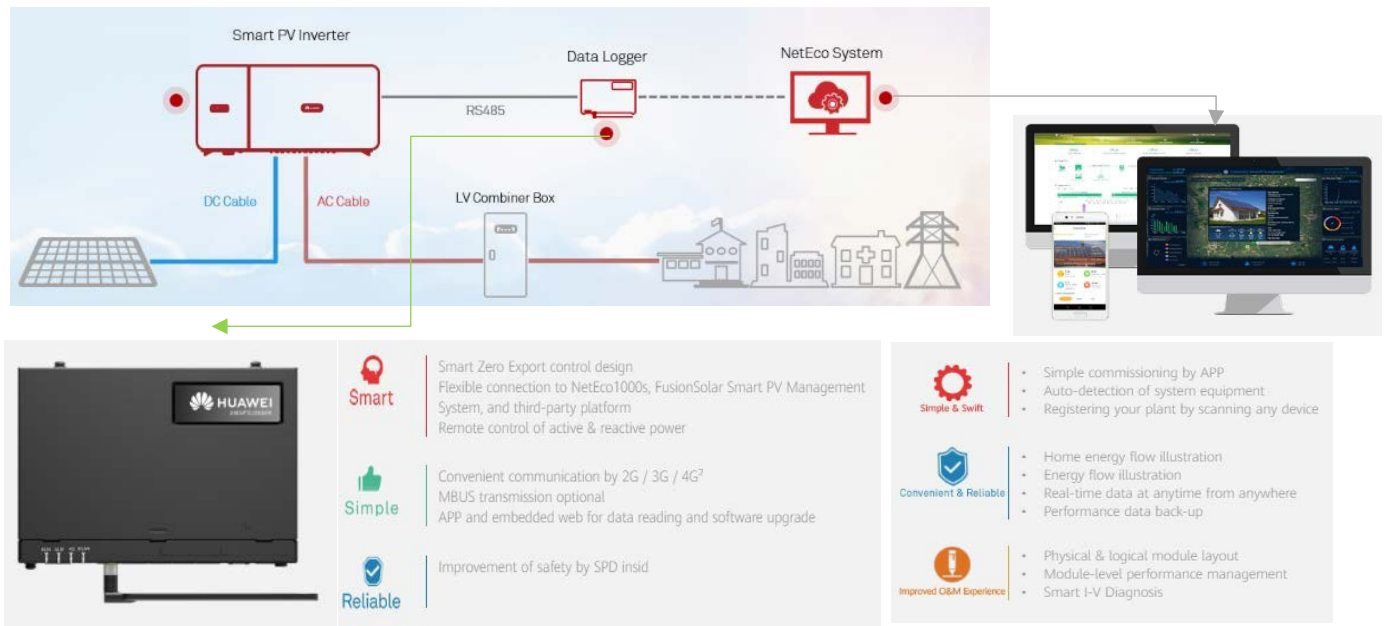 Smart PV Inverter
Data Logger
NetEco System
RS485
DC Cable
AC Cable
LV Combiner Box
HUAWEI
Smart
Smart Zero Export control design
Flexible connection to NetEco1000s, FusionSolar Smart PV Management
System, and third-party platform
Remote control of active & reactive power
Simple
Convenient communication by 2G / 3G / 4G²
MBUS transmission optional
APP and embedded web for data reading and software upgrade
Reliable
Improvement of safety by SPD insid
Simple & Swift
• Simple commissioning by APP
• Auto-detection of system equipment
• Registering your plant by scanning any device
Convenient & Reliable
• Home energy flow illustration
• Energy flow illustration
• Real-time data at anytime from anywhere
• Performance data back-up
Improved O&M Experience
• Physical & logical module layout
• Module-level performance management
• Smart I-V Diagnosis